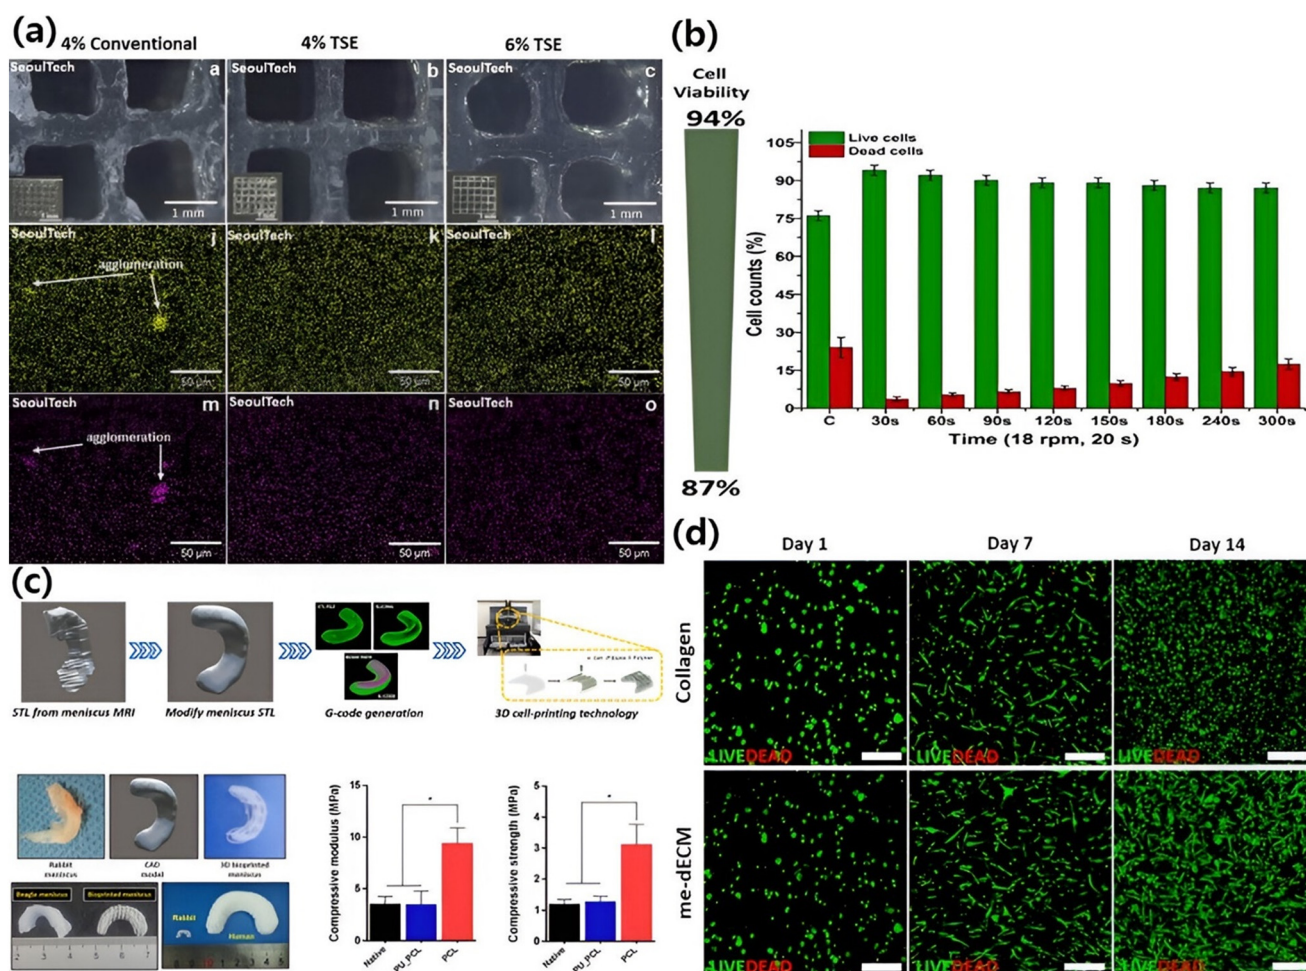 (a)
4% Conventional
4% TSE
6% TSE
SeoulTech a
1 mm
SeoulTech b
1 mm
SeoulTech c
1 mm
SeoulTech j
agglomeration
50 µm
SeoulTech k
50 µm
SeoulTech l
50 µm
SeoulTech m
agglomeration
50 µm
SeoulTech n
50 µm
SeoulTech o
50 µm
(b)
Cell
Viability
94%
87%
Live cells
Dead cells
Cell counts (%)
105
90
75
60
45
30
15
0
C 30s 60s 90s 120s 150s 180s 240s 300s
Time (18 rpm, 20 s)
(c)
STL from meniscus MRI
Modify meniscus STL
G-code generation
3D cell-printing technology
Rabbit
meniscus
CAD
model
3D bioprinted
meniscus
Beagle meniscus
Bioprinted meniscus
2 3 4 5 6 7
Rabbit
Human
Compressive modulus (MPa)
15
10
5
0
*
Native
PU_PCL
PCL
Compressive strength (MPa)
5
4
3
2
1
0
*
Native
PU_PCL
PCL
(d)
Day 1
Day 7
Day 14
Collagen
LIVEDEAD
LIVEDEAD
LIVEDEAD
me-dECM
LIVEDEAD
LIVEDEAD
LIVEDEAD